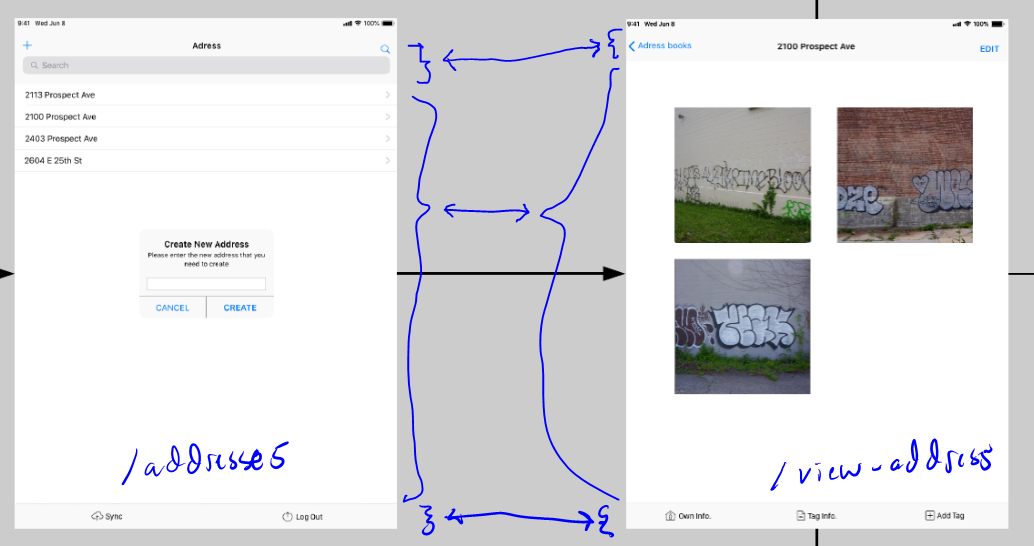 9:41 Wed Jun 8 100%
Adress
Search
2113 Prospect Ave
2100 Prospect Ave
2403 Prospect Ave
2604 E 25th St
Create New Address
Please enter the new address that you
need to create
CANCEL CREATE
/addresses
Sync Log Out
9:41 Wed Jun 8 100%
Adress books 2100 Prospect Ave EDIT
/view-address
Own Info. Tag Info. Add Tag